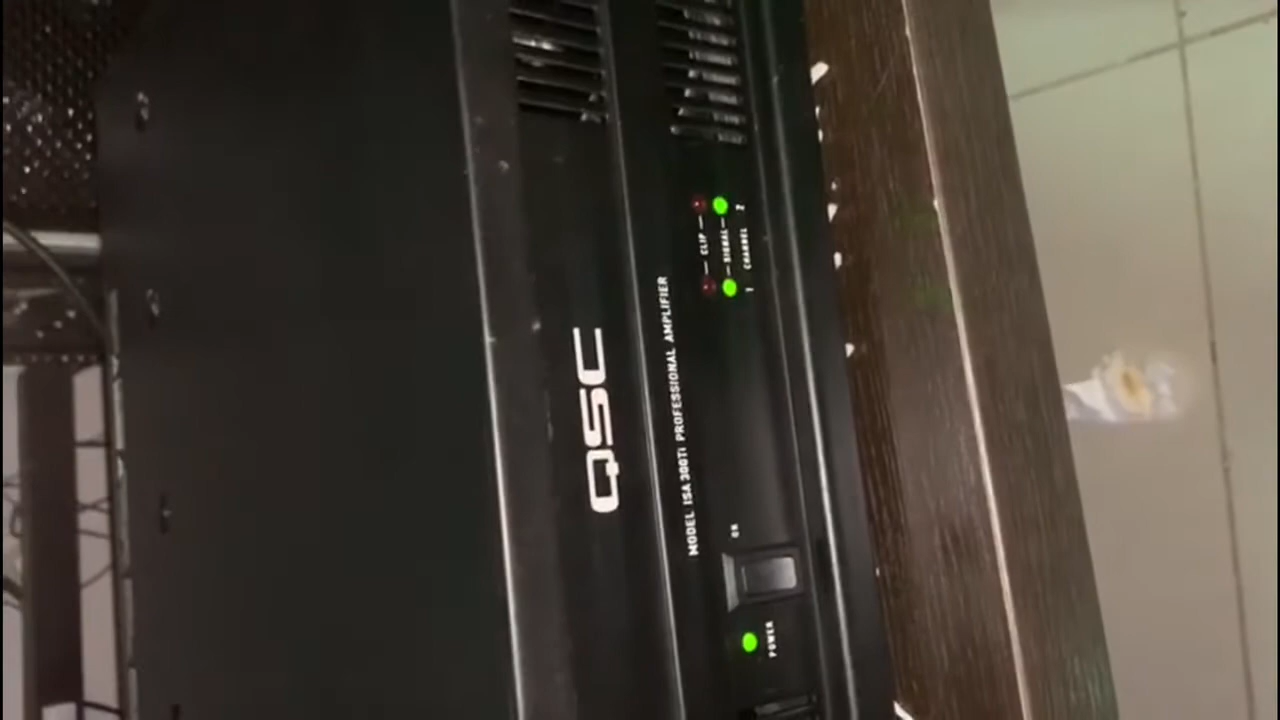 QSC
MODEL ISA 300Ti PROFESSIONAL AMPLIFIER
CLIP
SIGNAL
1 CHANNEL 2
ON
POWER